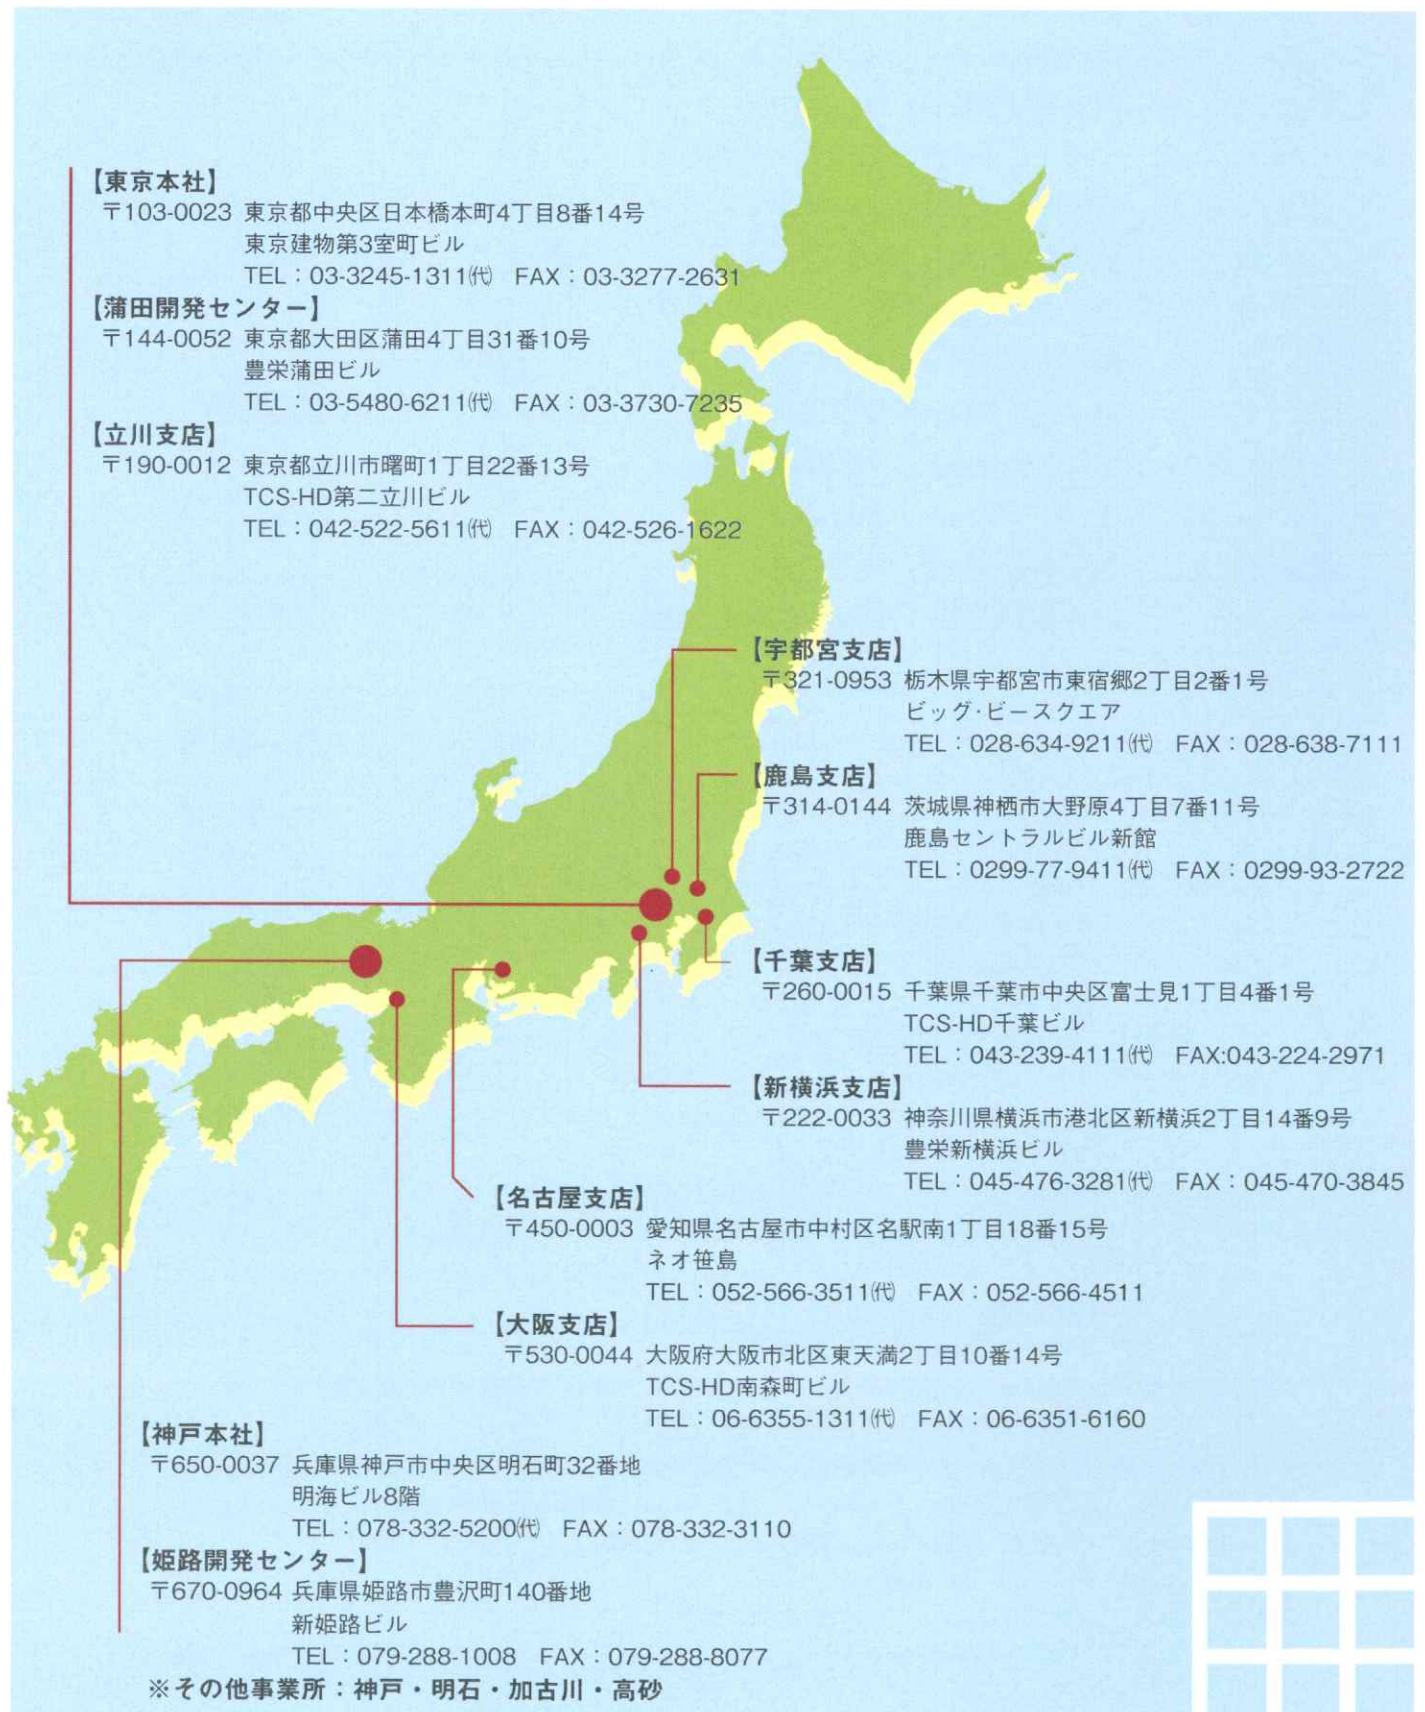 【東京本社】
〒103-0023 東京都中央区日本橋本町4丁目8番14号
東京建物第3室町ビル
TEL：03-3245-1311㈹ FAX：03-3277-2631
【蒲田開発センター】
〒144-0052 東京都大田区蒲田4丁目31番10号
豊栄蒲田ビル
TEL：03-5480-6211㈹ FAX：03-3730-7235
【立川支店】
〒190-0012 東京都立川市曙町1丁目22番13号
TCS-HD第二立川ビル
TEL：042-522-5611㈹ FAX：042-526-1622
【宇都宮支店】
〒321-0953 栃木県宇都宮市東宿郷2丁目2番1号
ビッグ・ビースクエア
TEL：028-634-9211㈹ FAX：028-638-7111
【鹿島支店】
〒314-0144 茨城県神栖市大野原4丁目7番11号
鹿島セントラルビル新館
TEL：0299-77-9411㈹ FAX：0299-93-2722
【千葉支店】
〒260-0015 千葉県千葉市中央区富士見1丁目4番1号
TCS-HD千葉ビル
TEL：043-239-4111㈹ FAX:043-224-2971
【新横浜支店】
〒222-0033 神奈川県横浜市港北区新横浜2丁目14番9号
豊栄新横浜ビル
TEL：045-476-3281㈹ FAX：045-470-3845
【名古屋支店】
〒450-0003 愛知県名古屋市中村区名駅南1丁目18番15号
ネオ笹島
TEL：052-566-3511㈹ FAX：052-566-4511
【大阪支店】
〒530-0044 大阪府大阪市北区東天満2丁目10番14号
TCS-HD南森町ビル
TEL：06-6355-1311㈹ FAX：06-6351-6160
【神戸本社】
〒650-0037 兵庫県神戸市中央区明石町32番地
明海ビル8階
TEL：078-332-5200㈹ FAX：078-332-3110
【姫路開発センター】
〒670-0964 兵庫県姫路市豊沢町140番地
新姫路ビル
TEL：079-288-1008 FAX：079-288-8077
※その他事業所：神戸・明石・加古川・高砂